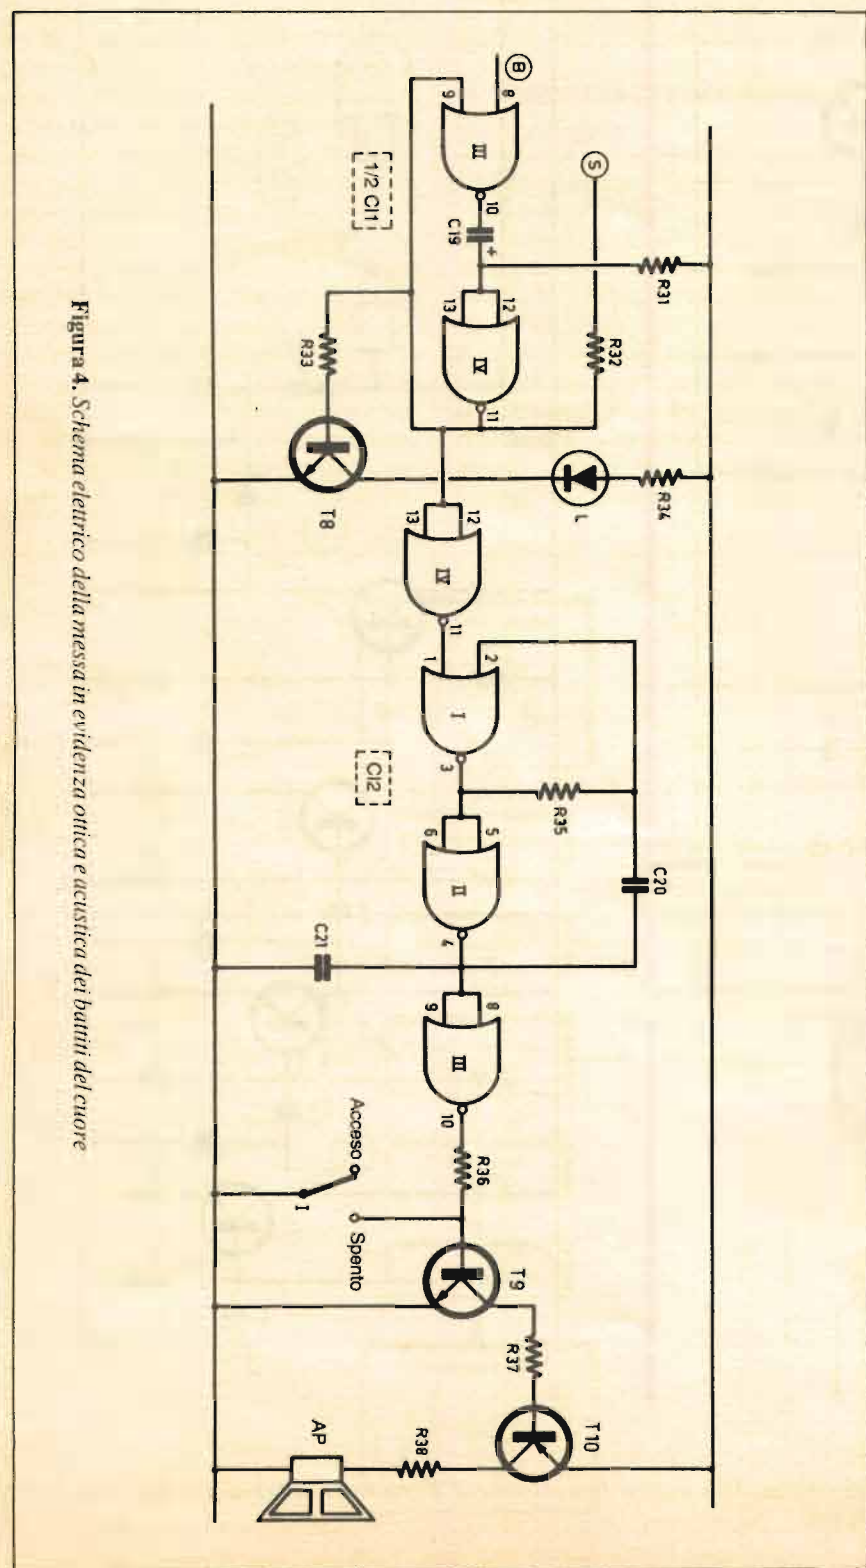 B
8
9
III
10
1/2 CI1
C19
+
S
R31
12
13
IV
11
R32
R33
T8
L
R34
12
13
IV
11
2
1
I
3
CI2
R35
5
6
II
4
C20
C21
8
9
III
10
R36
Acceso
I
Spento
T9
R37
T10
R38
AP
Figura 4. Schema elettrico della messa in evidenza ottica e acustica dei battiti del cuore